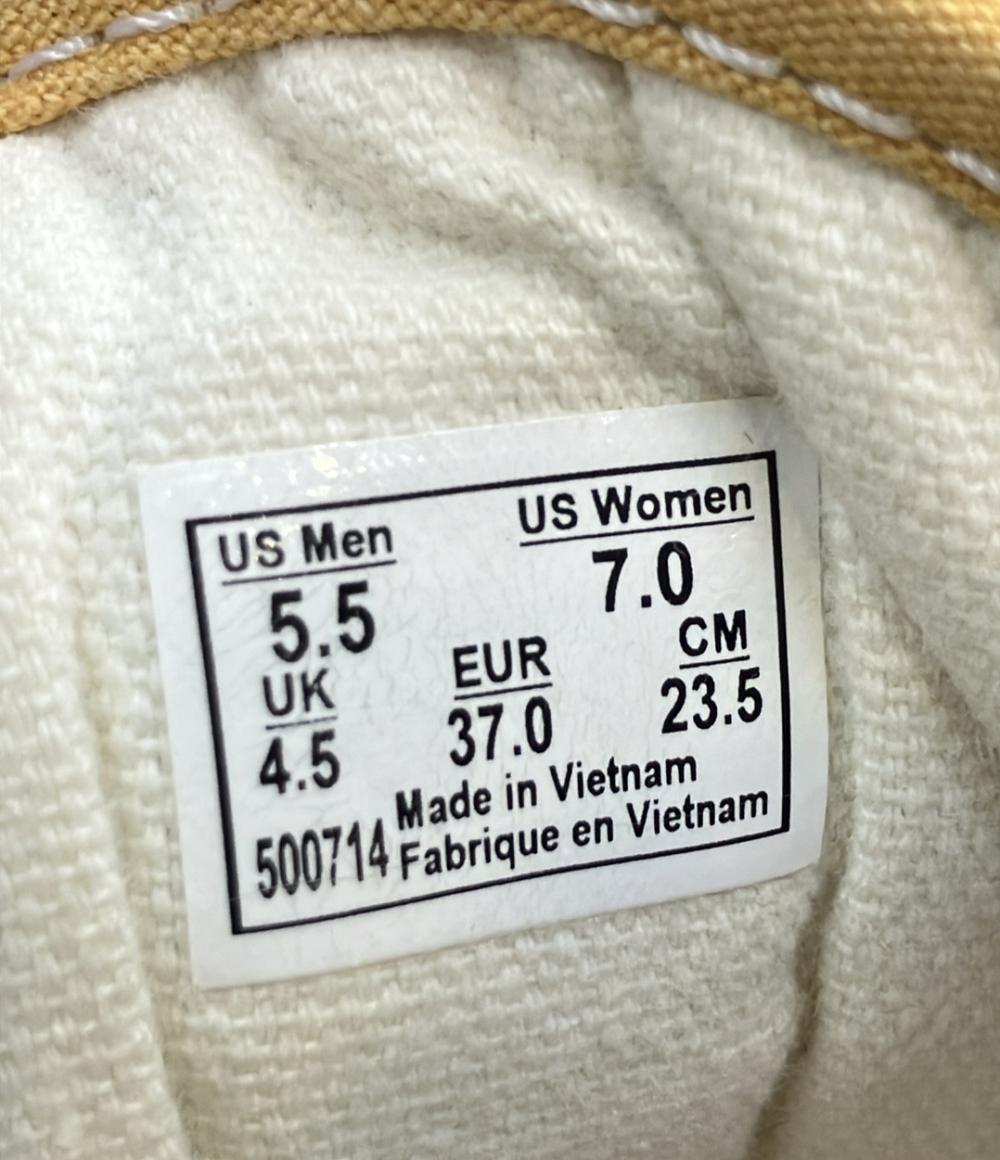 US Men US Women
5.5 7.0
UK EUR CM
4.5 37.0 23.5
Made in Vietnam
500714 Fabrique en Vietnam